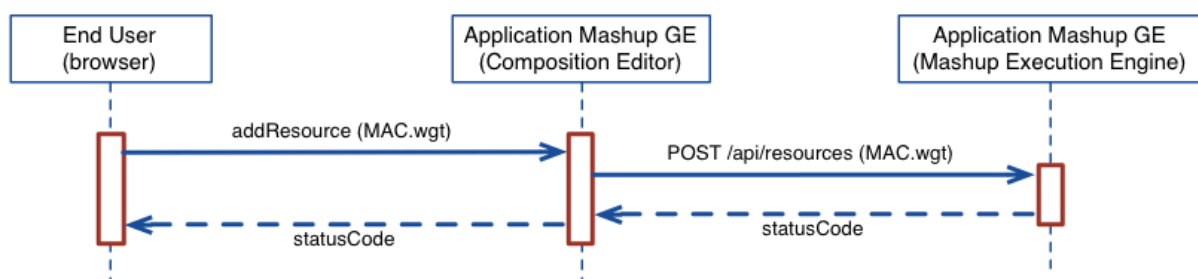 End User
(browser)
Application Mashup GE
(Composition Editor)
Application Mashup GE
(Mashup Execution Engine)
addResource (MAC.wgt)
POST /api/resources (MAC.wgt)
statusCode
statusCode